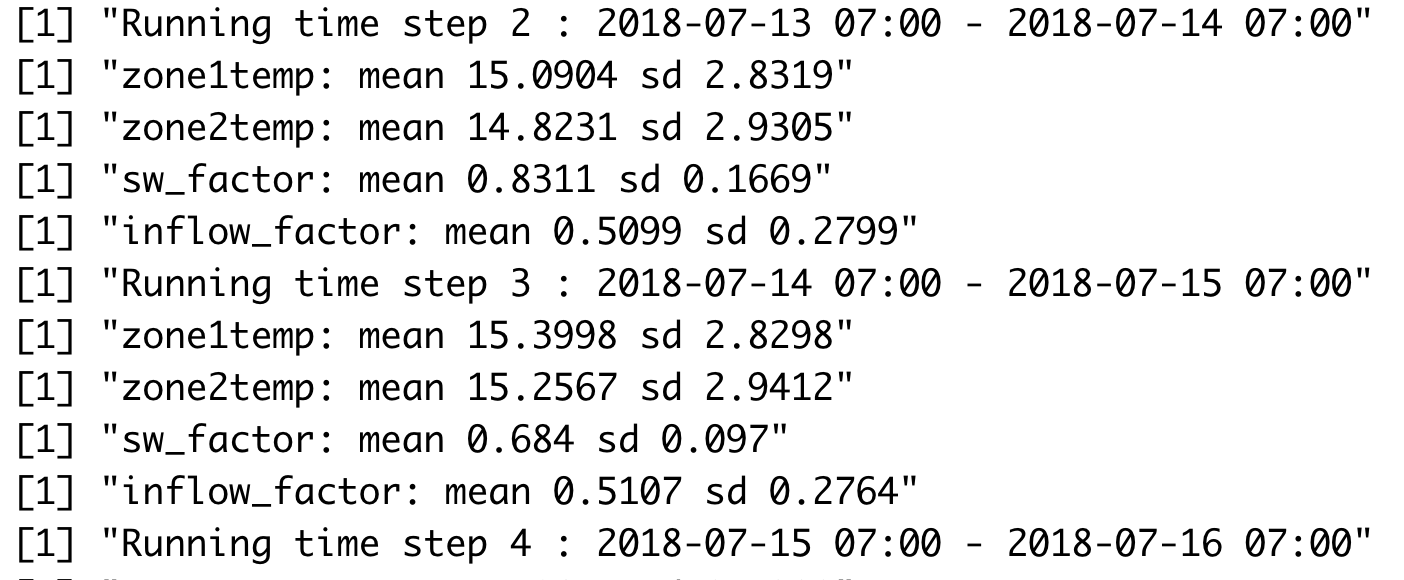 [1] "Running time step 2 : 2018-07-13 07:00 - 2018-07-14 07:00"
[1] "zone1temp: mean 15.0904 sd 2.8319"
[1] "zone2temp: mean 14.8231 sd 2.9305"
[1] "sw_factor: mean 0.8311 sd 0.1669"
[1] "inflow_factor: mean 0.5099 sd 0.2799"
[1] "Running time step 3 : 2018-07-14 07:00 - 2018-07-15 07:00"
[1] "zone1temp: mean 15.3998 sd 2.8298"
[1] "zone2temp: mean 15.2567 sd 2.9412"
[1] "sw_factor: mean 0.684 sd 0.097"
[1] "inflow_factor: mean 0.5107 sd 0.2764"
[1] "Running time step 4 : 2018-07-15 07:00 - 2018-07-16 07:00"